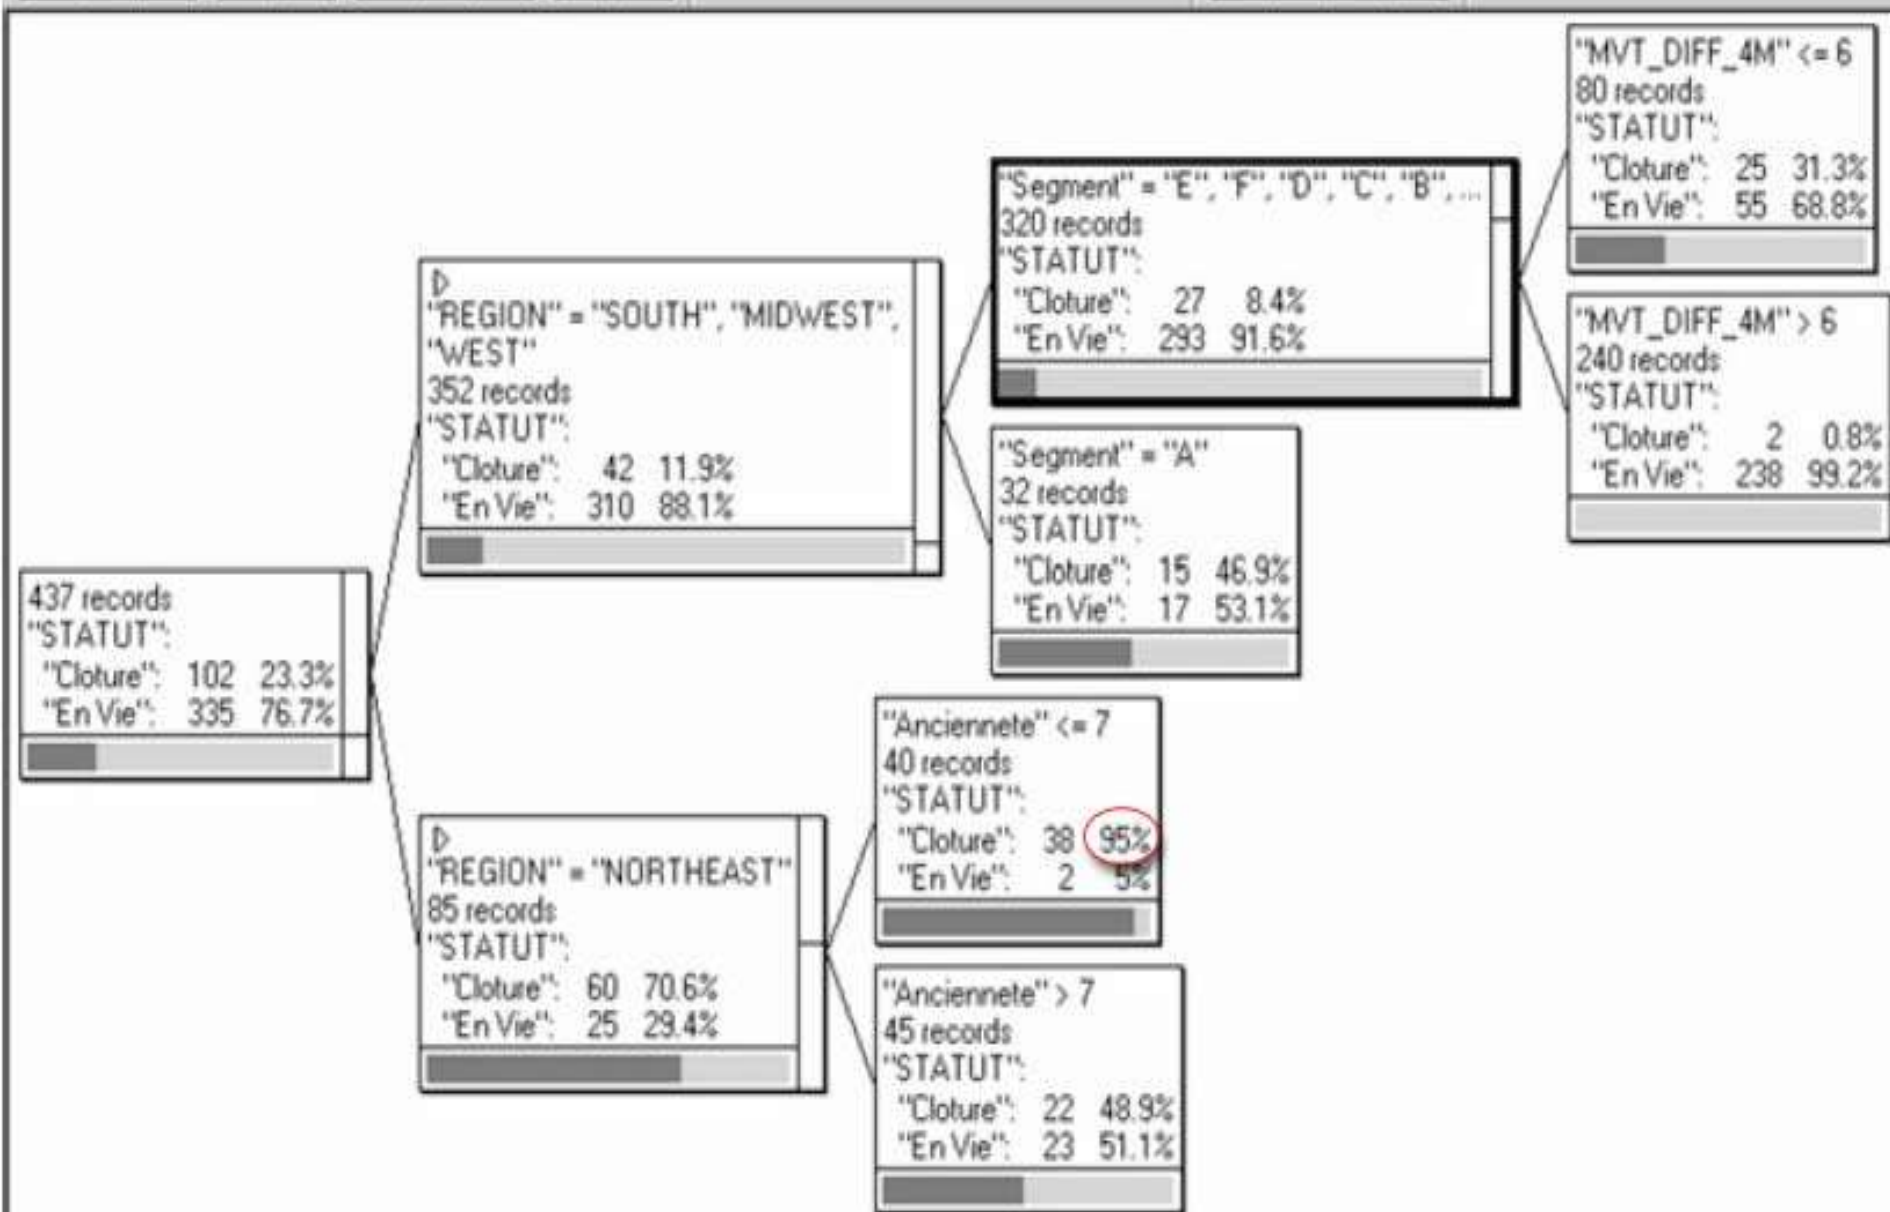 437 records
"STATUT":
"Cloture": 102 23.3%
"En Vie": 335 76.7%
"REGION" = "SOUTH", "MIDWEST",
"WEST"
352 records
"STATUT":
"Cloture": 42 11.9%
"En Vie": 310 88.1%
"REGION" = "NORTHEAST"
85 records
"STATUT":
"Cloture": 60 70.6%
"En Vie": 25 29.4%
"Segment" = "E", "F", "D", "C", "B", ...
320 records
"STATUT":
"Cloture": 27 8.4%
"En Vie": 293 91.6%
"Segment" = "A"
32 records
"STATUT":
"Cloture": 15 46.9%
"En Vie": 17 53.1%
"Anciennete" <= 7
40 records
"STATUT":
"Cloture": 38 95%
"En Vie": 2 5%
"Anciennete" > 7
45 records
"STATUT":
"Cloture": 22 48.9%
"En Vie": 23 51.1%
"MVT_DIFF_4M" <= 6
80 records
"STATUT":
"Cloture": 25 31.3%
"En Vie": 55 68.8%
"MVT_DIFF_4M" > 6
240 records
"STATUT":
"Cloture": 2 0.8%
"En Vie": 238 99.2%